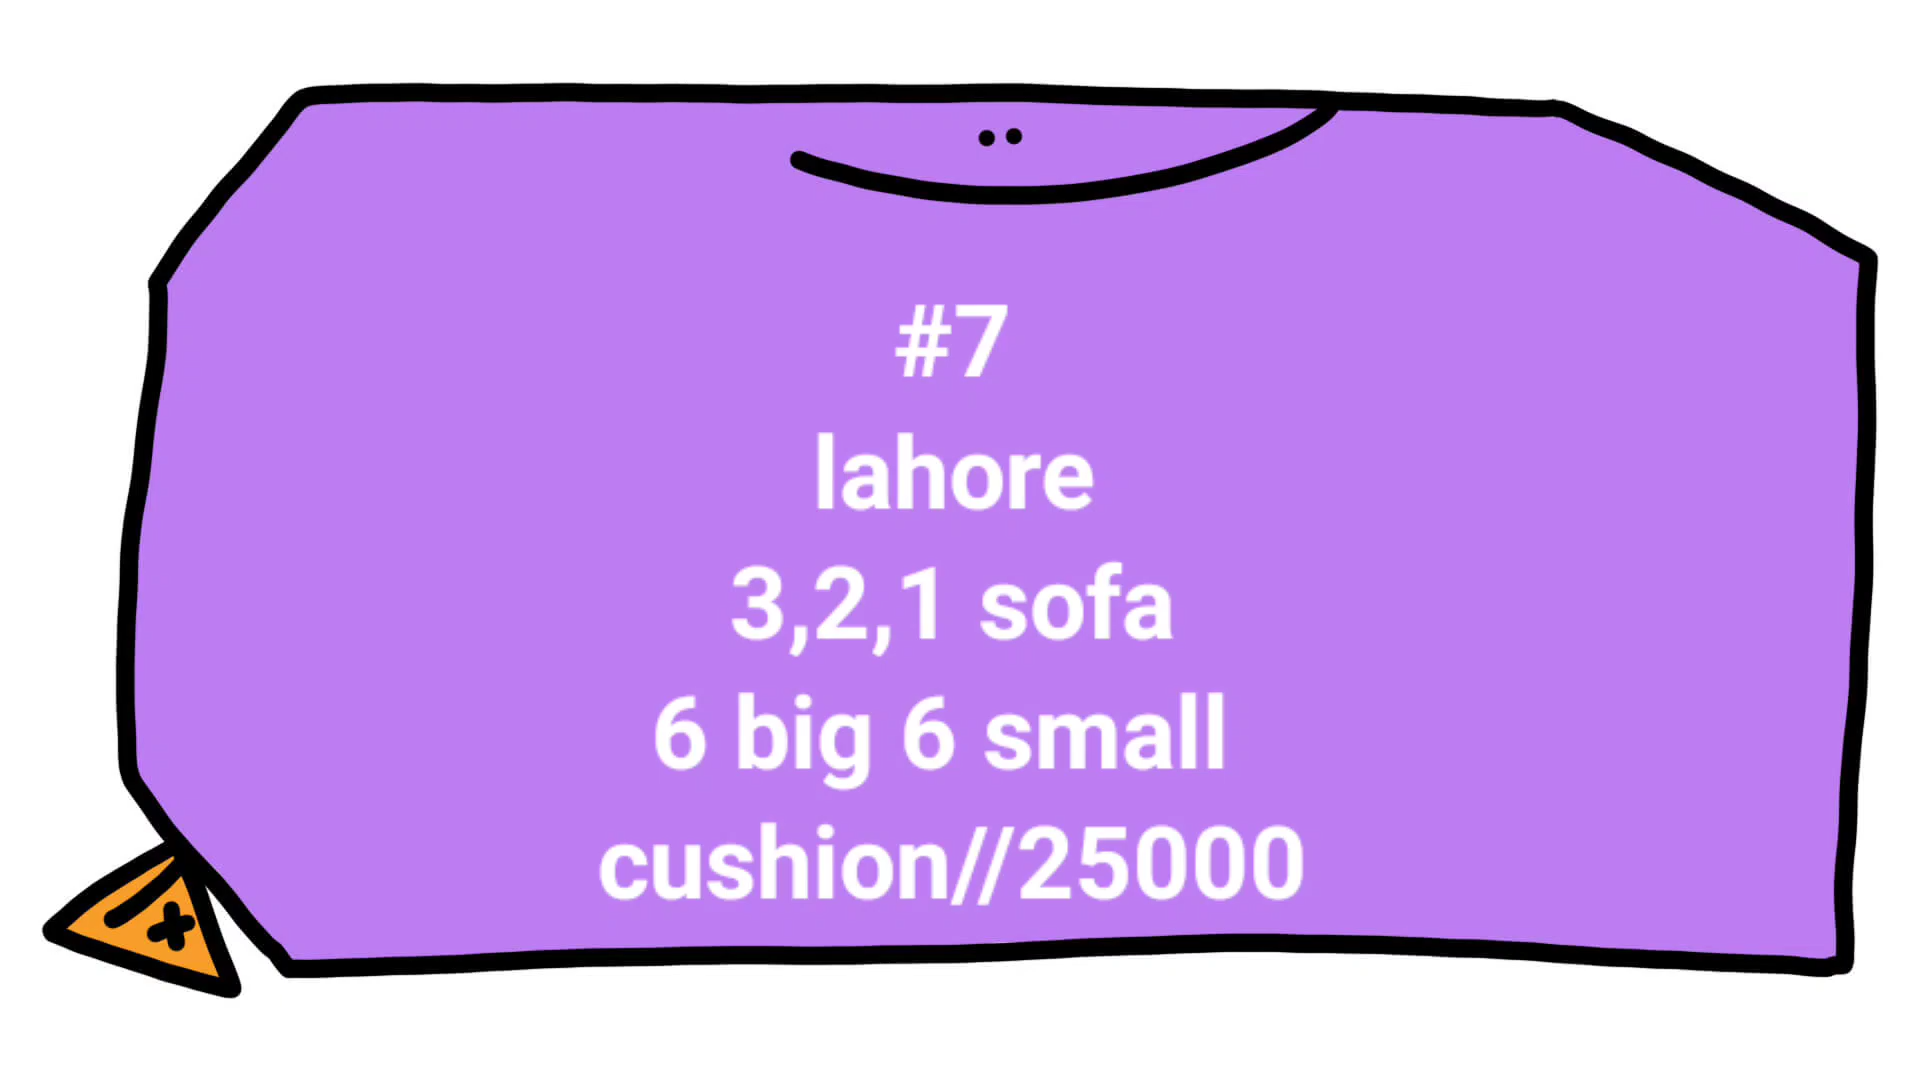 #7
lahore
3,2,1 sofa
6 big 6 small
cushion//25000